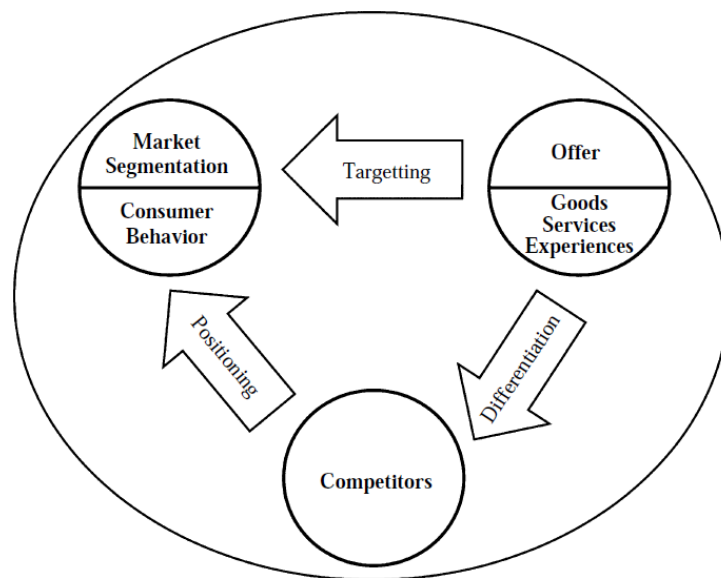 Market
Segmentation
Consumer
Behavior
Targetting
Offer
Goods
Services
Experiences
Positioning
Differentiation
Competitors